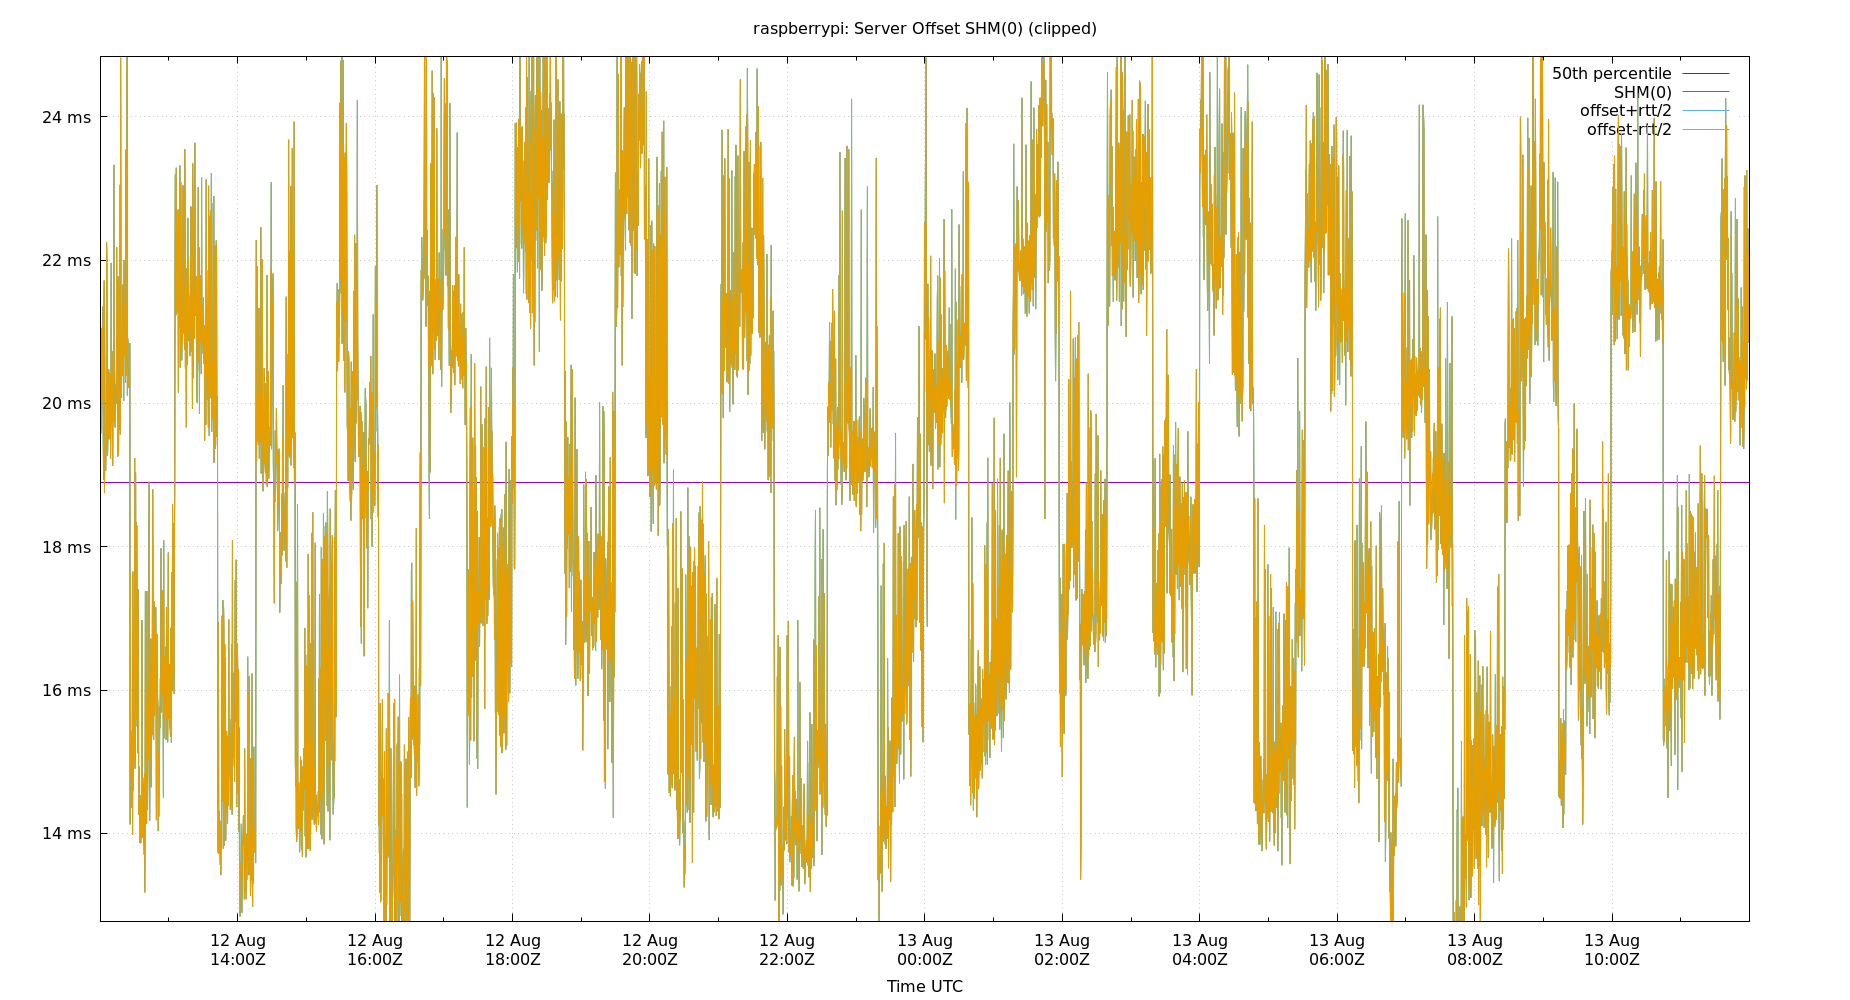 raspberrypi: Server Offset SHM(0) (clipped)
50th percentile
SHM(0)
offset+rtt/2
offset-rtt/2
24 ms
22 ms
20 ms
18 ms
16 ms
14 ms
12 Aug 12 Aug 12 Aug 12 Aug 12 Aug 13 Aug 13 Aug 13 Aug 13 Aug 13 Aug 13 Aug
14:00Z 16:00Z 18:00Z 20:00Z 22:00Z 00:00Z 02:00Z 04:00Z 06:00Z 08:00Z 10:00Z
Time UTC